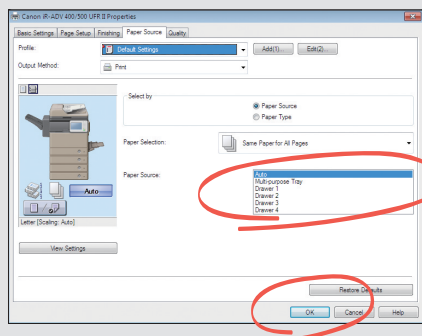 Canon iR-ADV 400/500 UFR II Properties
Basic Settings Page Setup Finishing Paper Source Quality
Profile: Default Settings Add(1)... Edit(2)...
Output Method: Print
Select by
Paper Source
Paper Type
Paper Selection: Same Paper for All Pages
Paper Source: Auto
Multi-purpose Tray
Drawer 1
Drawer 2
Drawer 3
Drawer 4
Auto
Letter [Scaling: Auto]
View Settings
Restore Defaults
OK Cancel Help